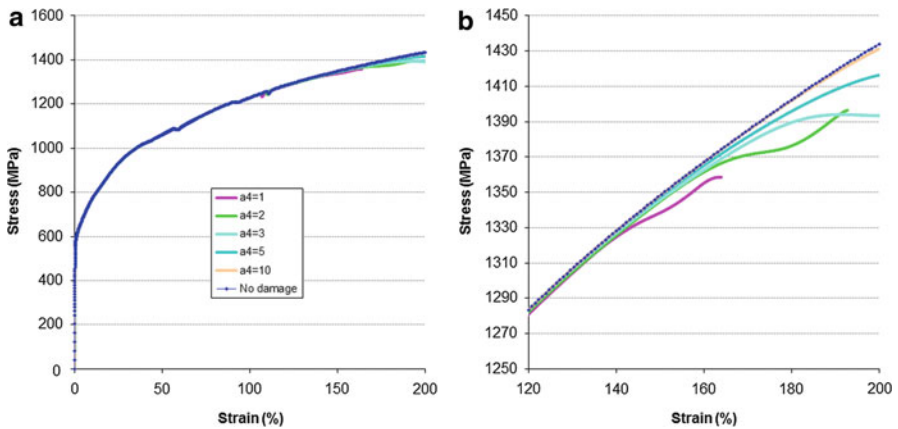 a
1600
1400
1200
1000
800
600
400
200
0
Stress (MPa)
a4=1
a4=2
a4=3
a4=5
a4=10
No damage
0 50 100 150 200
Strain (%)
b
1450
1430
1410
1390
1370
1350
1330
1310
1290
1270
1250
Stress (MPa)
120 140 160 180 200
Strain (%)